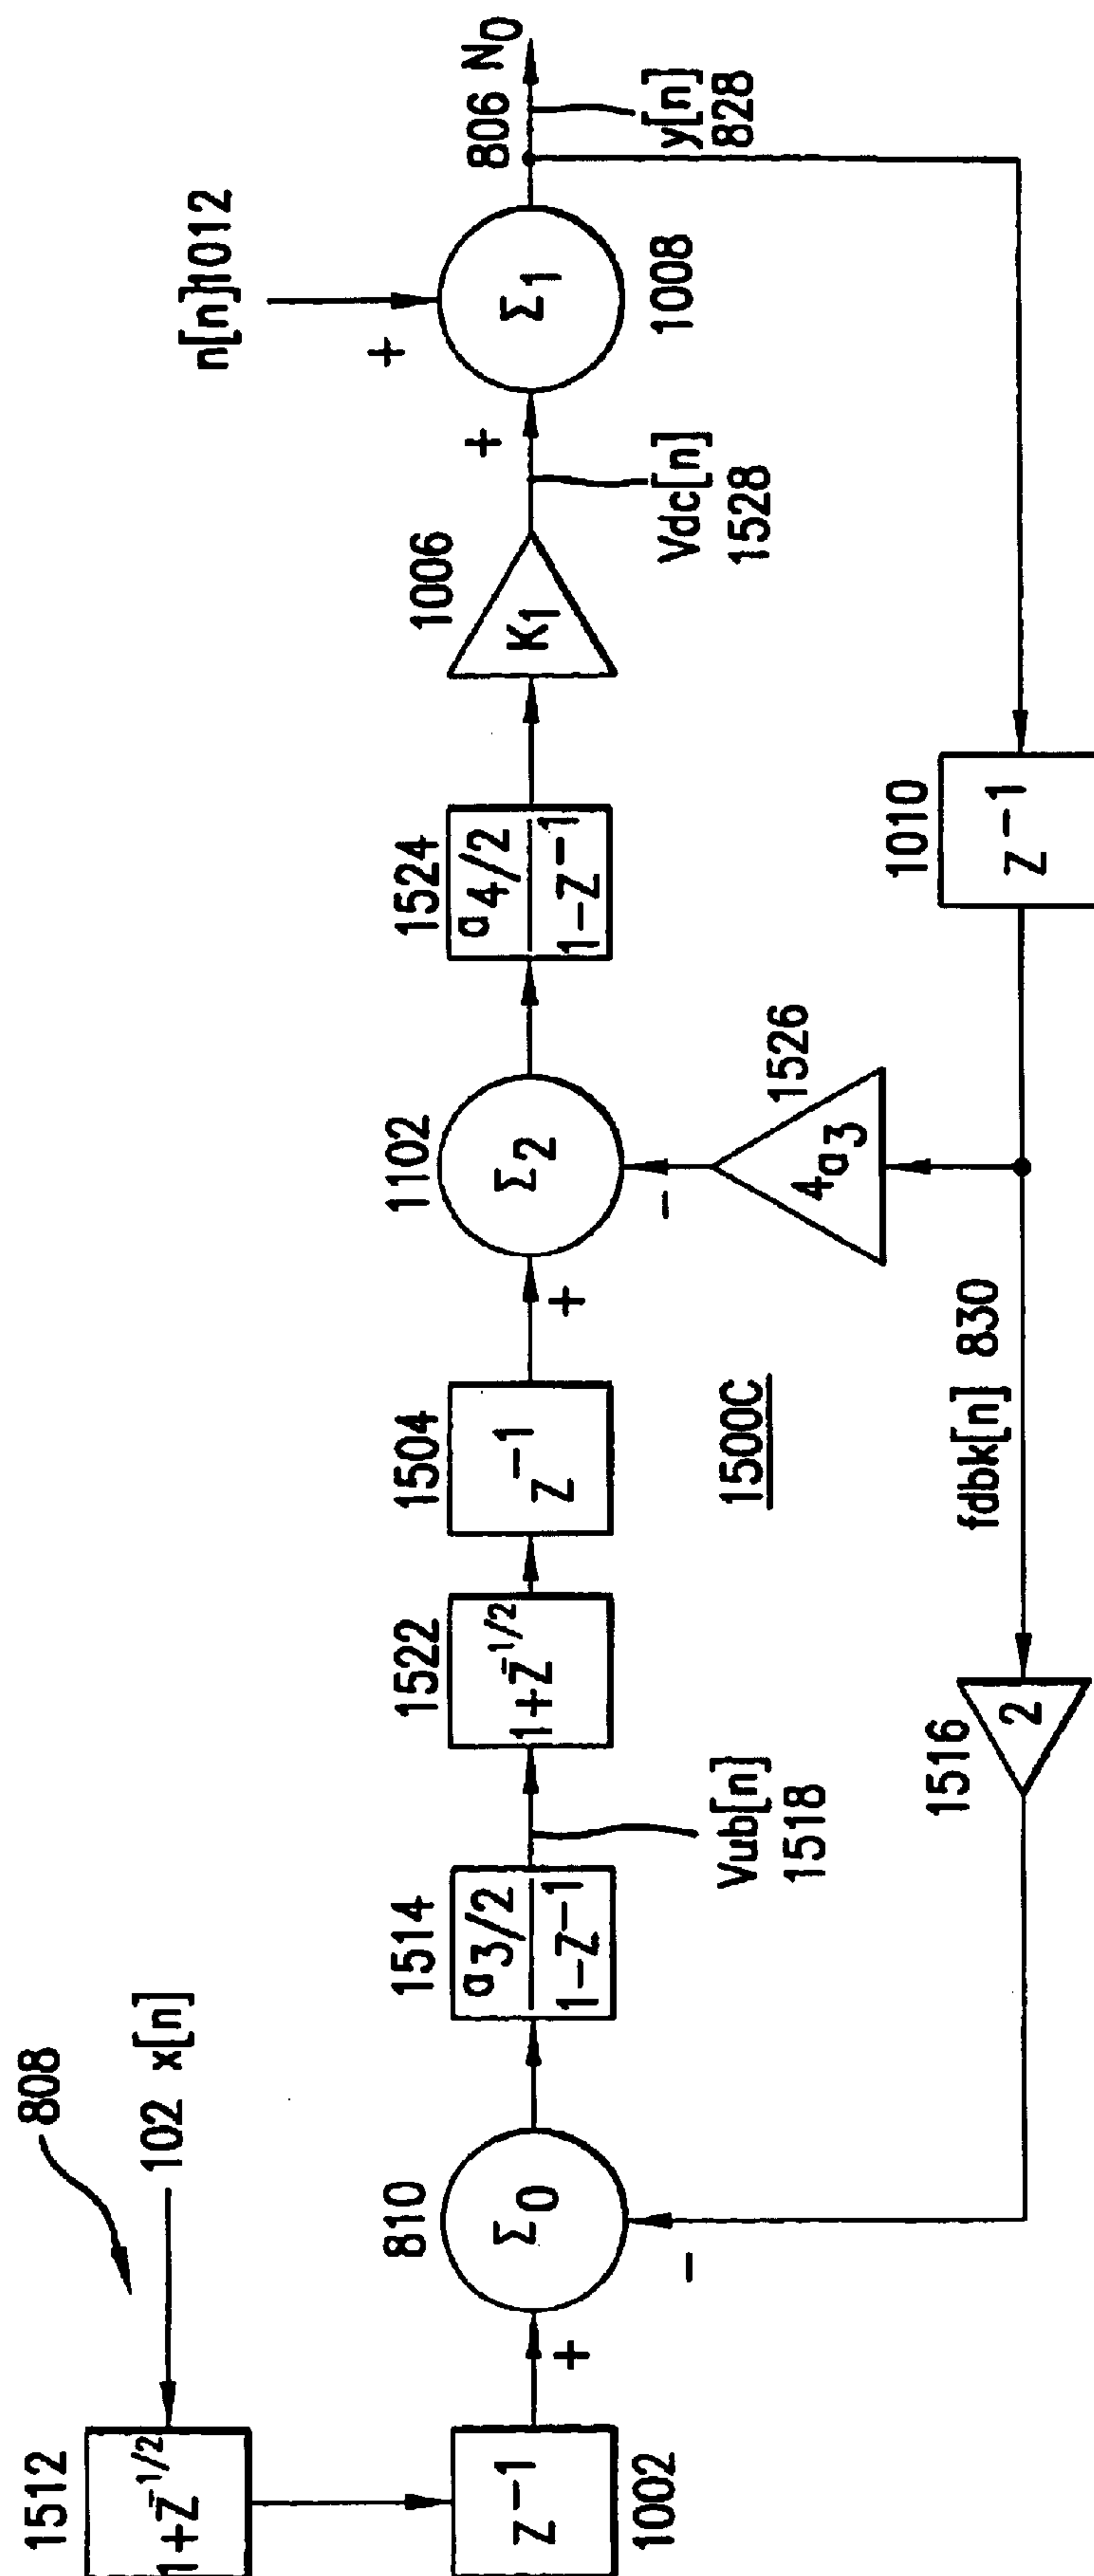 808
102 x[n]
1512
1+z^-1/2
1002
z^-1
+
810
Σ0
-
1514
a3/2
1-z^-1
Vub[n]
1518
1522
1+z^-1/2
1504
z^-1
+
1102
Σ2
-
1524
a4/2
1-z^-1
1006
K1
Vdc[n]
1528
+
n[n]1012
+
Σ1
1008
806 N0
y[n]
828
1010
z^-1
1526
4a3
fdbk[n] 830
1516
2
1500C